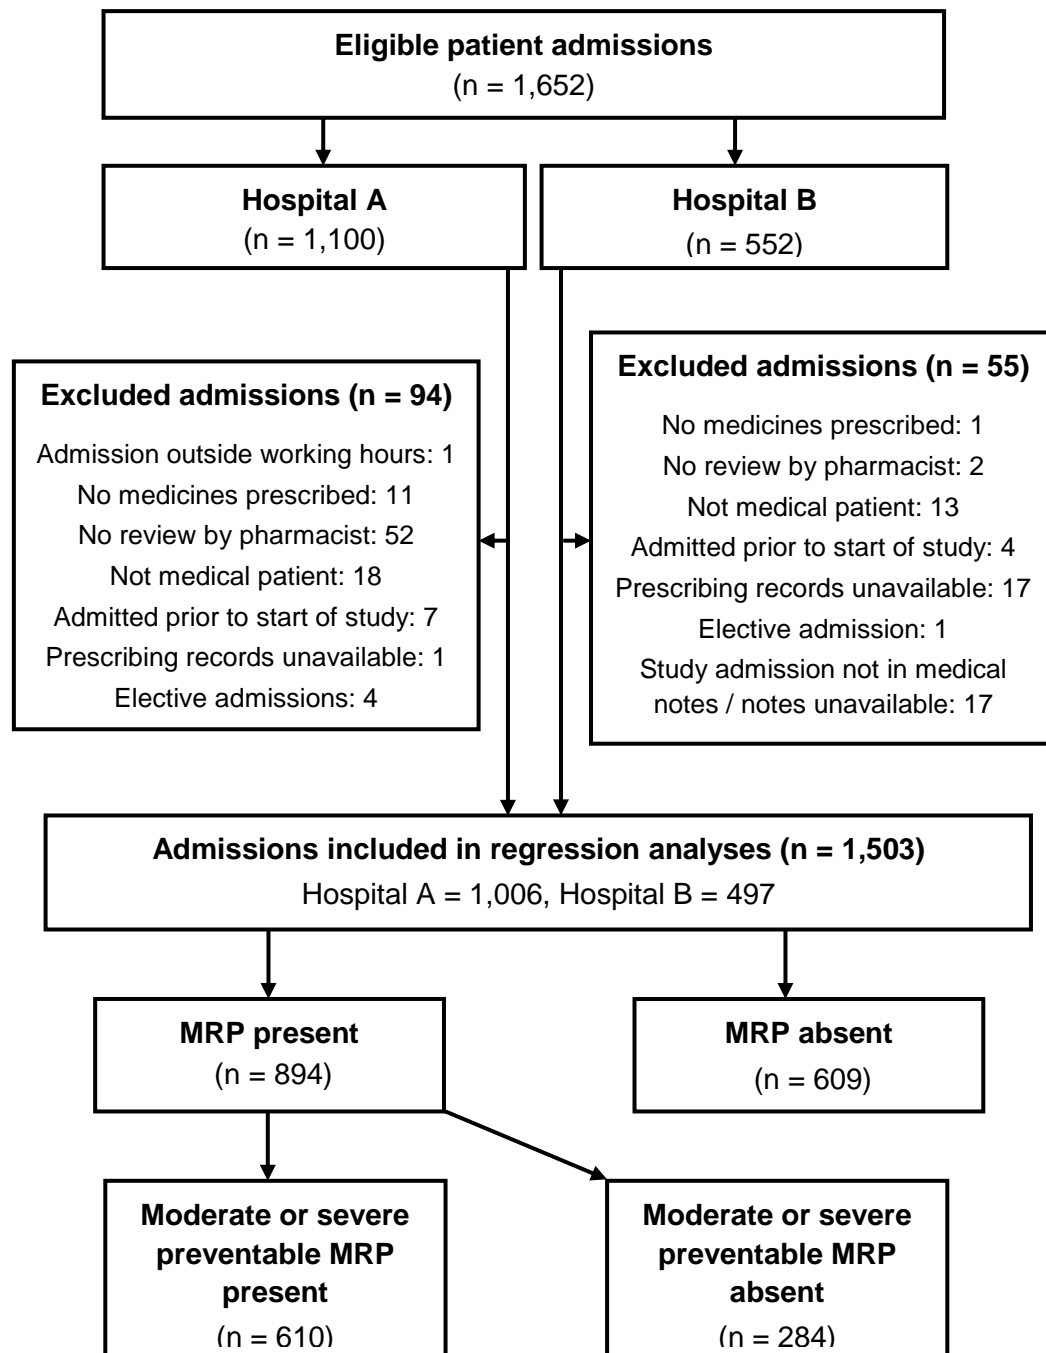 Eligible patient admissions
(n = 1,652)
Hospital A
(n = 1,100)
Hospital B
(n = 552)
Excluded admissions (n = 94)
Admission outside working hours: 1
No medicines prescribed: 11
No review by pharmacist: 52
Not medical patient: 18
Admitted prior to start of study: 7
Prescribing records unavailable: 1
Elective admissions: 4
Excluded admissions (n = 55)
No medicines prescribed: 1
No review by pharmacist: 2
Not medical patient: 13
Admitted prior to start of study: 4
Prescribing records unavailable: 17
Elective admission: 1
Study admission not in medical
notes / notes unavailable: 17
Admissions included in regression analyses (n = 1,503)
Hospital A = 1,006, Hospital B = 497
MRP present
(n = 894)
MRP absent
(n = 609)
Moderate or severe
preventable MRP
present
(n = 610)
Moderate or severe
preventable MRP
absent
(n = 284)